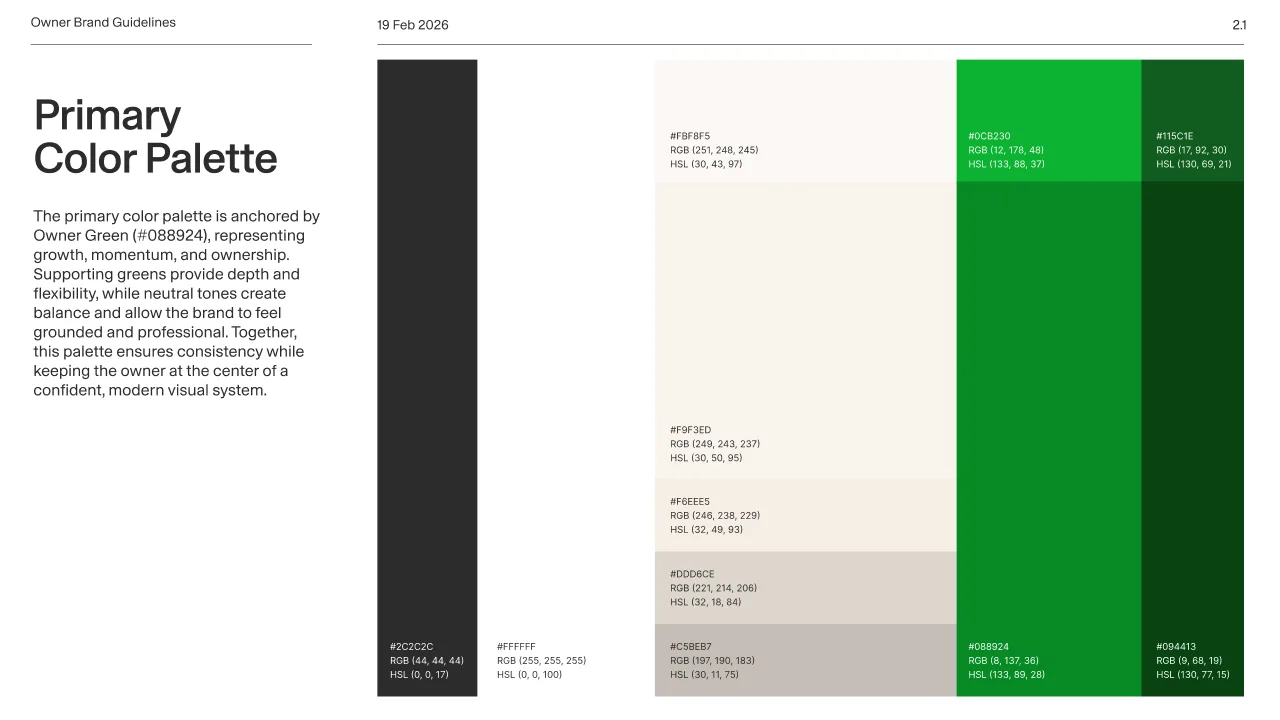 Owner Brand Guidelines
19 Feb 2026
2.1
Primary
Color Palette
The primary color palette is anchored by
Owner Green (#088924), representing
growth, momentum, and ownership.
Supporting greens provide depth and
flexibility, while neutral tones create
balance and allow the brand to feel
grounded and professional. Together,
this palette ensures consistency while
keeping the owner at the center of a
confident, modern visual system.
#2C2C2C
RGB (44, 44, 44)
HSL (0, 0, 17)
#FFFFFF
RGB (255, 255, 255)
HSL (0, 0, 100)
#FBF8F5
RGB (251, 248, 245)
HSL (30, 43, 97)
#F9F3ED
RGB (249, 243, 237)
HSL (30, 50, 95)
#F6EEE5
RGB (246, 238, 229)
HSL (32, 49, 93)
#DDD6CE
RGB (221, 214, 206)
HSL (32, 18, 84)
#C5BEB7
RGB (197, 190, 183)
HSL (30, 11, 75)
#0CB230
RGB (12, 178, 48)
HSL (133, 88, 37)
#088924
RGB (8, 137, 36)
HSL (133, 89, 28)
#115C1E
RGB (17, 92, 30)
HSL (130, 69, 21)
#094413
RGB (9, 68, 19)
HSL (130, 77, 15)